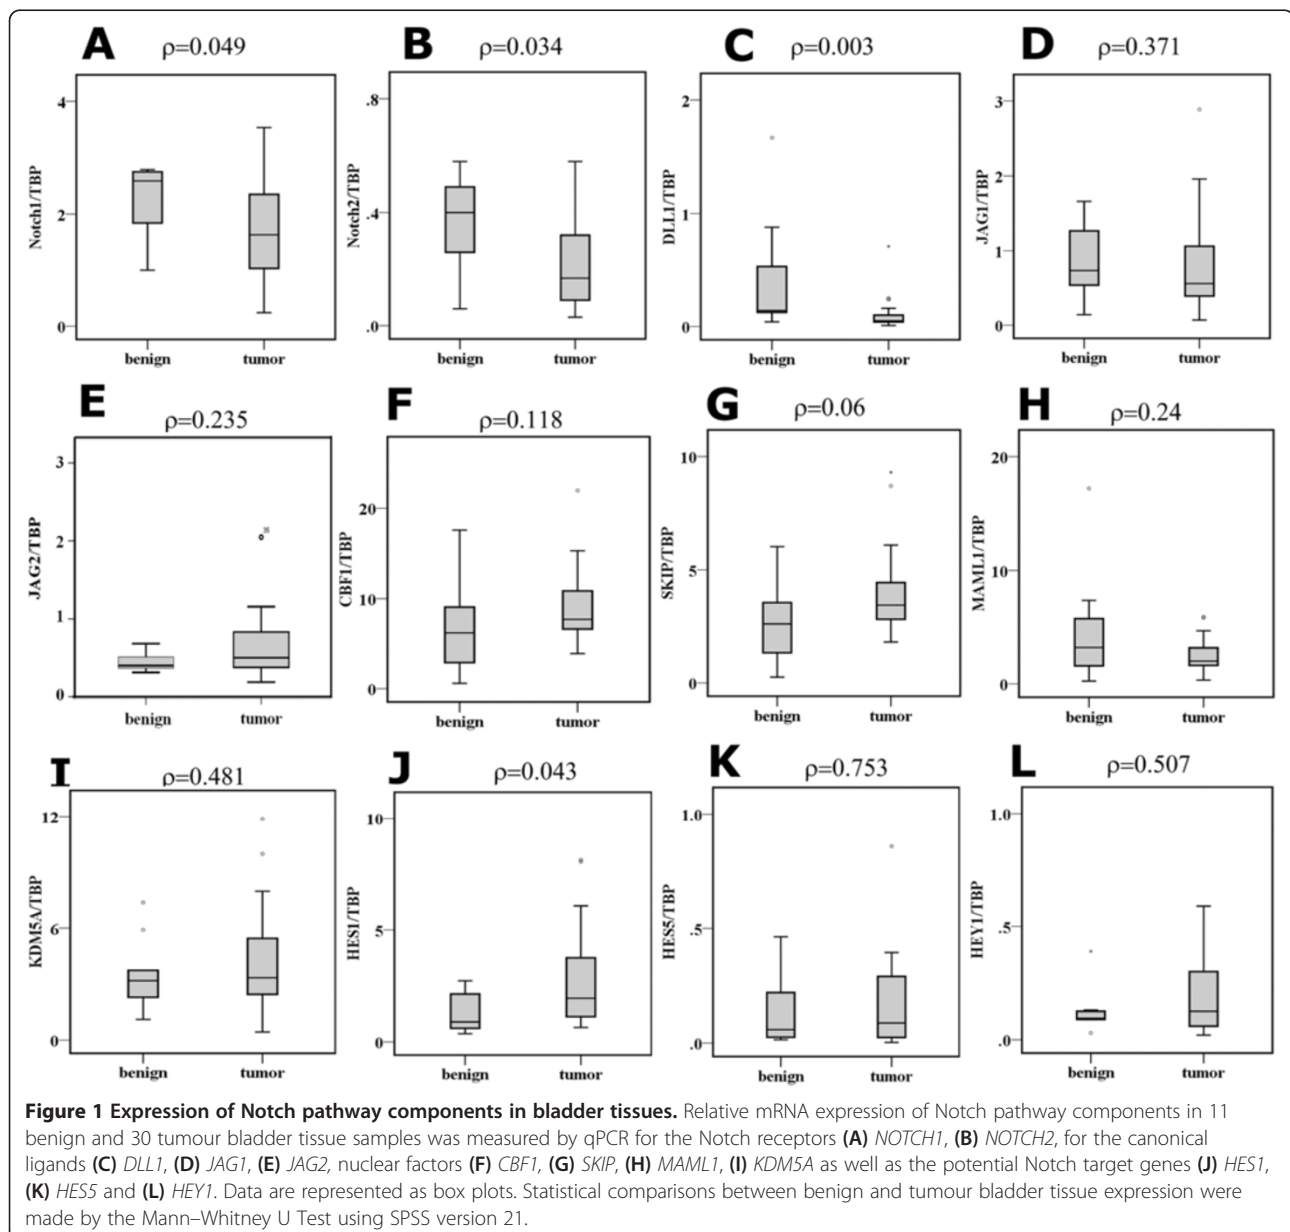 A ρ=0.049
B ρ=0.034
C ρ=0.003
D ρ=0.371
4
2
0
Notch1/TBP
benign tumor
.8
.4
.0
Notch2/TBP
benign tumor
2
1
0
DLL1/TBP
benign tumor
3
2
1
0
JAG1/TBP
benign tumor
E ρ=0.235
F ρ=0.118
G ρ=0.06
H ρ=0.24
3
2
1
0
JAG2/TBP
benign tumor
20
10
0
CBF1/TBP
benign tumor
10
5
0
SKIP/TBP
benign tumor
20
10
0
MAML1/TBP
benign tumor
I ρ=0.481
J ρ=0.043
K ρ=0.753
L ρ=0.507
12
6
0
KDM5A/TBP
benign tumor
10
5
0
HES1/TBP
benign tumor
1.0
.5
.0
HES5/TBP
benign tumor
1.0
.5
.0
HEY1/TBP
benign tumor
Figure 1 Expression of Notch pathway components in bladder tissues. Relative mRNA expression of Notch pathway components in 11
benign and 30 tumour bladder tissue samples was measured by qPCR for the Notch receptors (A) NOTCH1, (B) NOTCH2, for the canonical
ligands (C) DLL1, (D) JAG1, (E) JAG2, nuclear factors (F) CBF1, (G) SKIP, (H) MAML1, (I) KDM5A as well as the potential Notch target genes (J) HES1,
(K) HES5 and (L) HEY1. Data are represented as box plots. Statistical comparisons between benign and tumour bladder tissue expression were
made by the Mann–Whitney U Test using SPSS version 21.